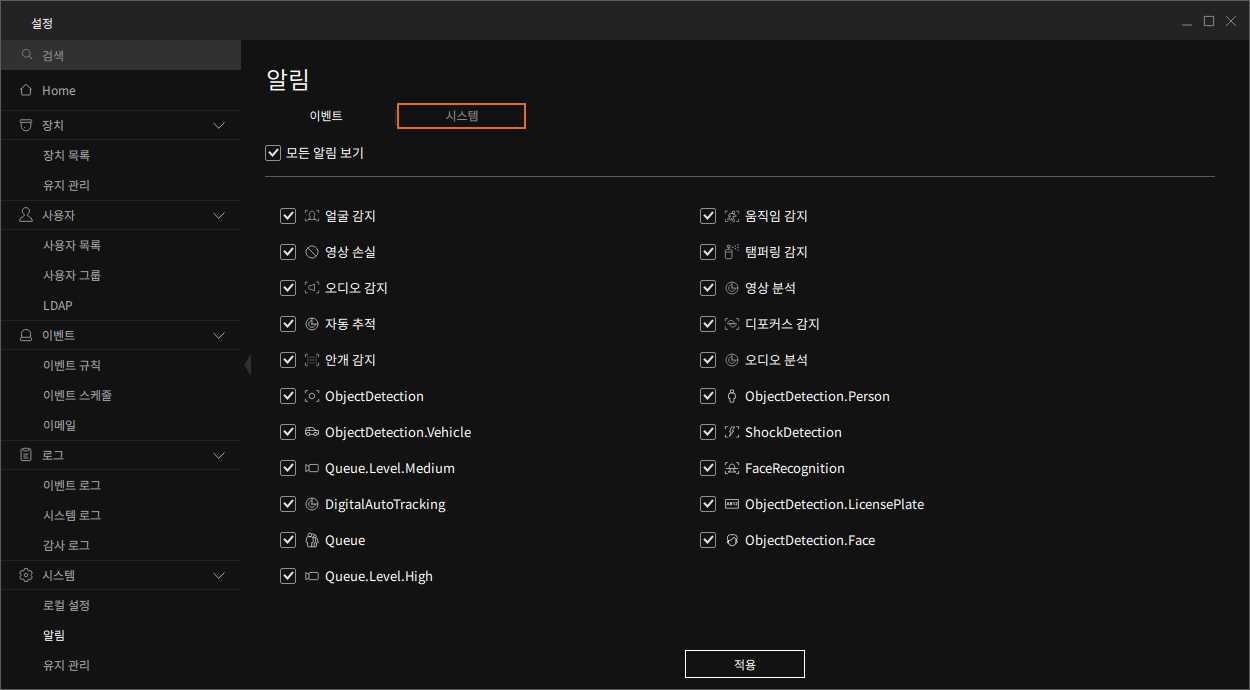 설정
검색
Home
장치
장치 목록
유지 관리
사용자
사용자 목록
사용자 그룹
LDAP
이벤트
이벤트 규칙
이벤트 스케줄
이메일
로그
이벤트 로그
시스템 로그
감사 로그
시스템
로컬 설정
알림
유지 관리
알림
이벤트 시스템
모든 알림 보기
얼굴 감지 움직임 감지
영상 손실 탬퍼링 감지
오디오 감지 영상 분석
자동 추적 디포커스 감지
안개 감지 오디오 분석
ObjectDetection ObjectDetection.Person
ObjectDetection.Vehicle ShockDetection
Queue.Level.Medium FaceRecognition
DigitalAutoTracking ObjectDetection.LicensePlate
Queue ObjectDetection.Face
Queue.Level.High
적용